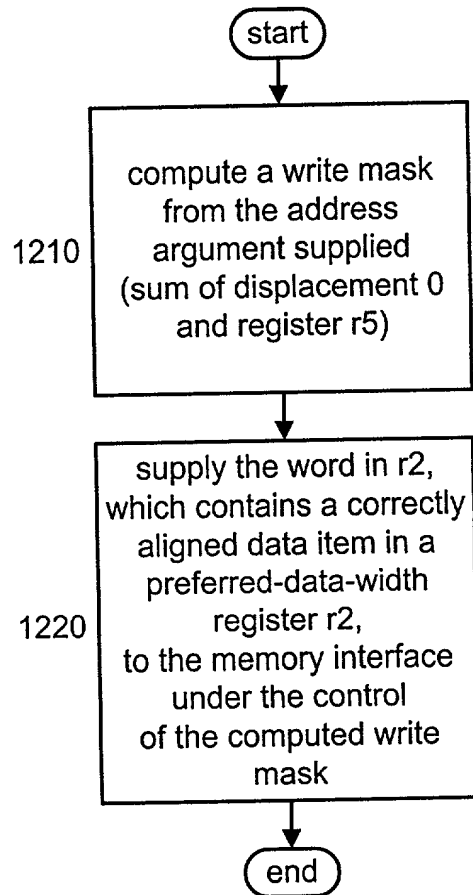 start
1210
compute a write mask
from the address
argument supplied
(sum of displacement 0
and register r5)
1220
supply the word in r2,
which contains a correctly
aligned data item in a
preferred-data-width
register r2,
to the memory interface
under the control
of the computed write
mask
end